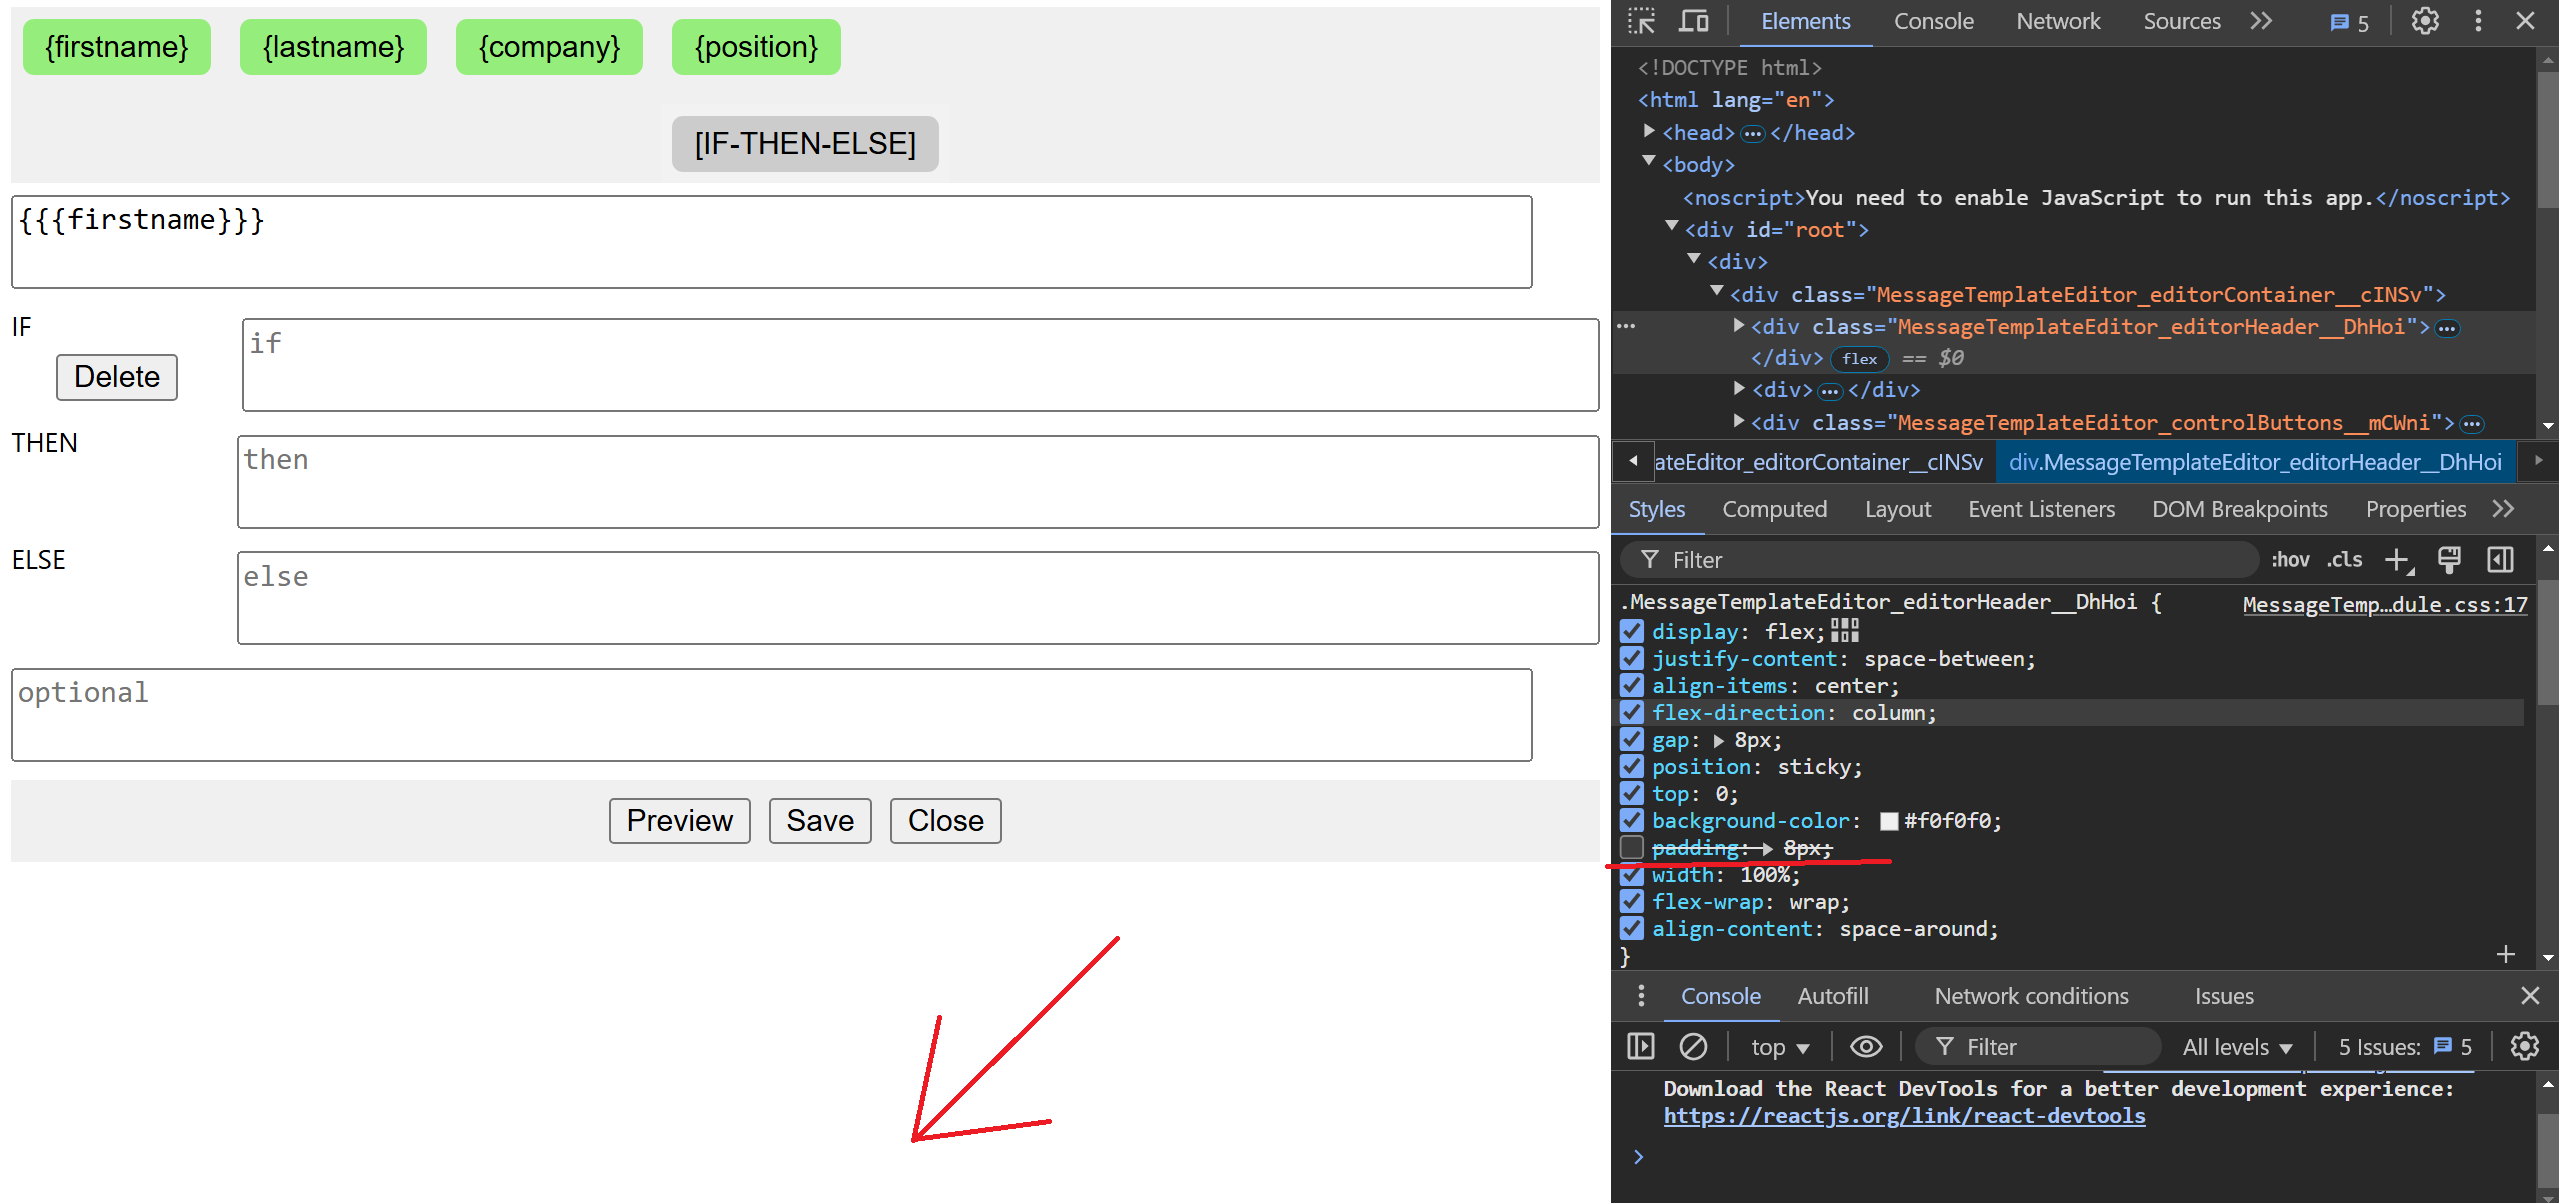 {firstname} {lastname} {company} {position}
[IF-THEN-ELSE]
{{{firstname}}}
IF
if
Delete
THEN
then
ELSE
else
optional
Preview Save Close
Elements Console Network Sources 5
<!DOCTYPE html>
<html lang="en">
<head> </head>
<body>
<noscript>You need to enable JavaScript to run this app.</noscript>
<div id="root">
<div>
<div class="MessageTemplateEditor_editorContainer__cINSv">
<div class="MessageTemplateEditor_editorHeader__DhHoi">
</div> flex == $0
<div> </div>
<div class="MessageTemplateEditor_controlButtons__mCWni">
ateEditor_editorContainer__cINSv div.MessageTemplateEditor_editorHeader__DhHoi
Styles Computed Layout Event Listeners DOM Breakpoints Properties
Filter :hov .cls
.MessageTemplateEditor_editorHeader__DhHoi { MessageTemp…dule.css:17
display: flex;
justify-content: space-between;
align-items: center;
flex-direction: column;
gap: 8px;
position: sticky;
top: 0;
background-color: #f0f0f0;
padding: 8px;
width: 100%;
flex-wrap: wrap;
align-content: space-around;
}
Console Autofill Network conditions Issues
top Filter All levels 5 Issues: 5
Download the React DevTools for a better development experience:
https://reactjs.org/link/react-devtools